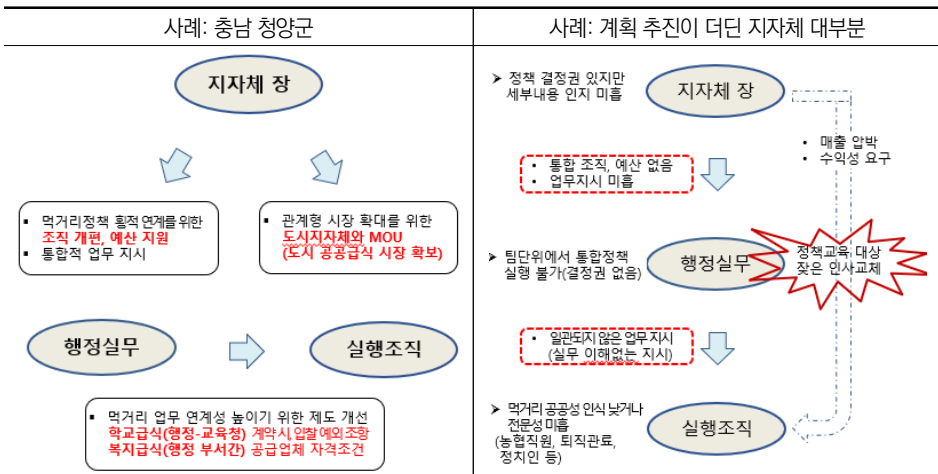 사례: 충남 청양군
지자체 장
▪ 먹거리정책 횡적 연계를 위한
조직 개편, 예산 지원
▪ 통합적 업무 지시
▪ 관계형 시장 확대를 위한
도시지자체와 MOU
(도시 공공급식 시장 확보)
행정실무
실행조직
▪ 먹거리 업무 연계성 높이기 위한 제도 개선
학교급식(행정-교육청) 계약시, 입찰 예외조항
복지급식(행정 부서간) 공급업체 자격조건
사례: 계획 추진이 더딘 지자체 대부분
➤ 정책 결정권 있지만
세부내용 인지 미흡
지자체 장
• 매출 압박
• 수익성 요구
• 통합 조직, 예산 없음
• 업무지시 미흡
➤ 팀단위에서 통합정책
실행 불가(결정권 없음)
행정실무
정책교육 대상
잦은 인사교체
• 일관되지 않은 업무 지시
(실무 이해없는 지시)
➤ 먹거리 공공성 인식 낮거나
전문성 미흡
(농협직원, 퇴직관료,
정치인 등)
실행조직